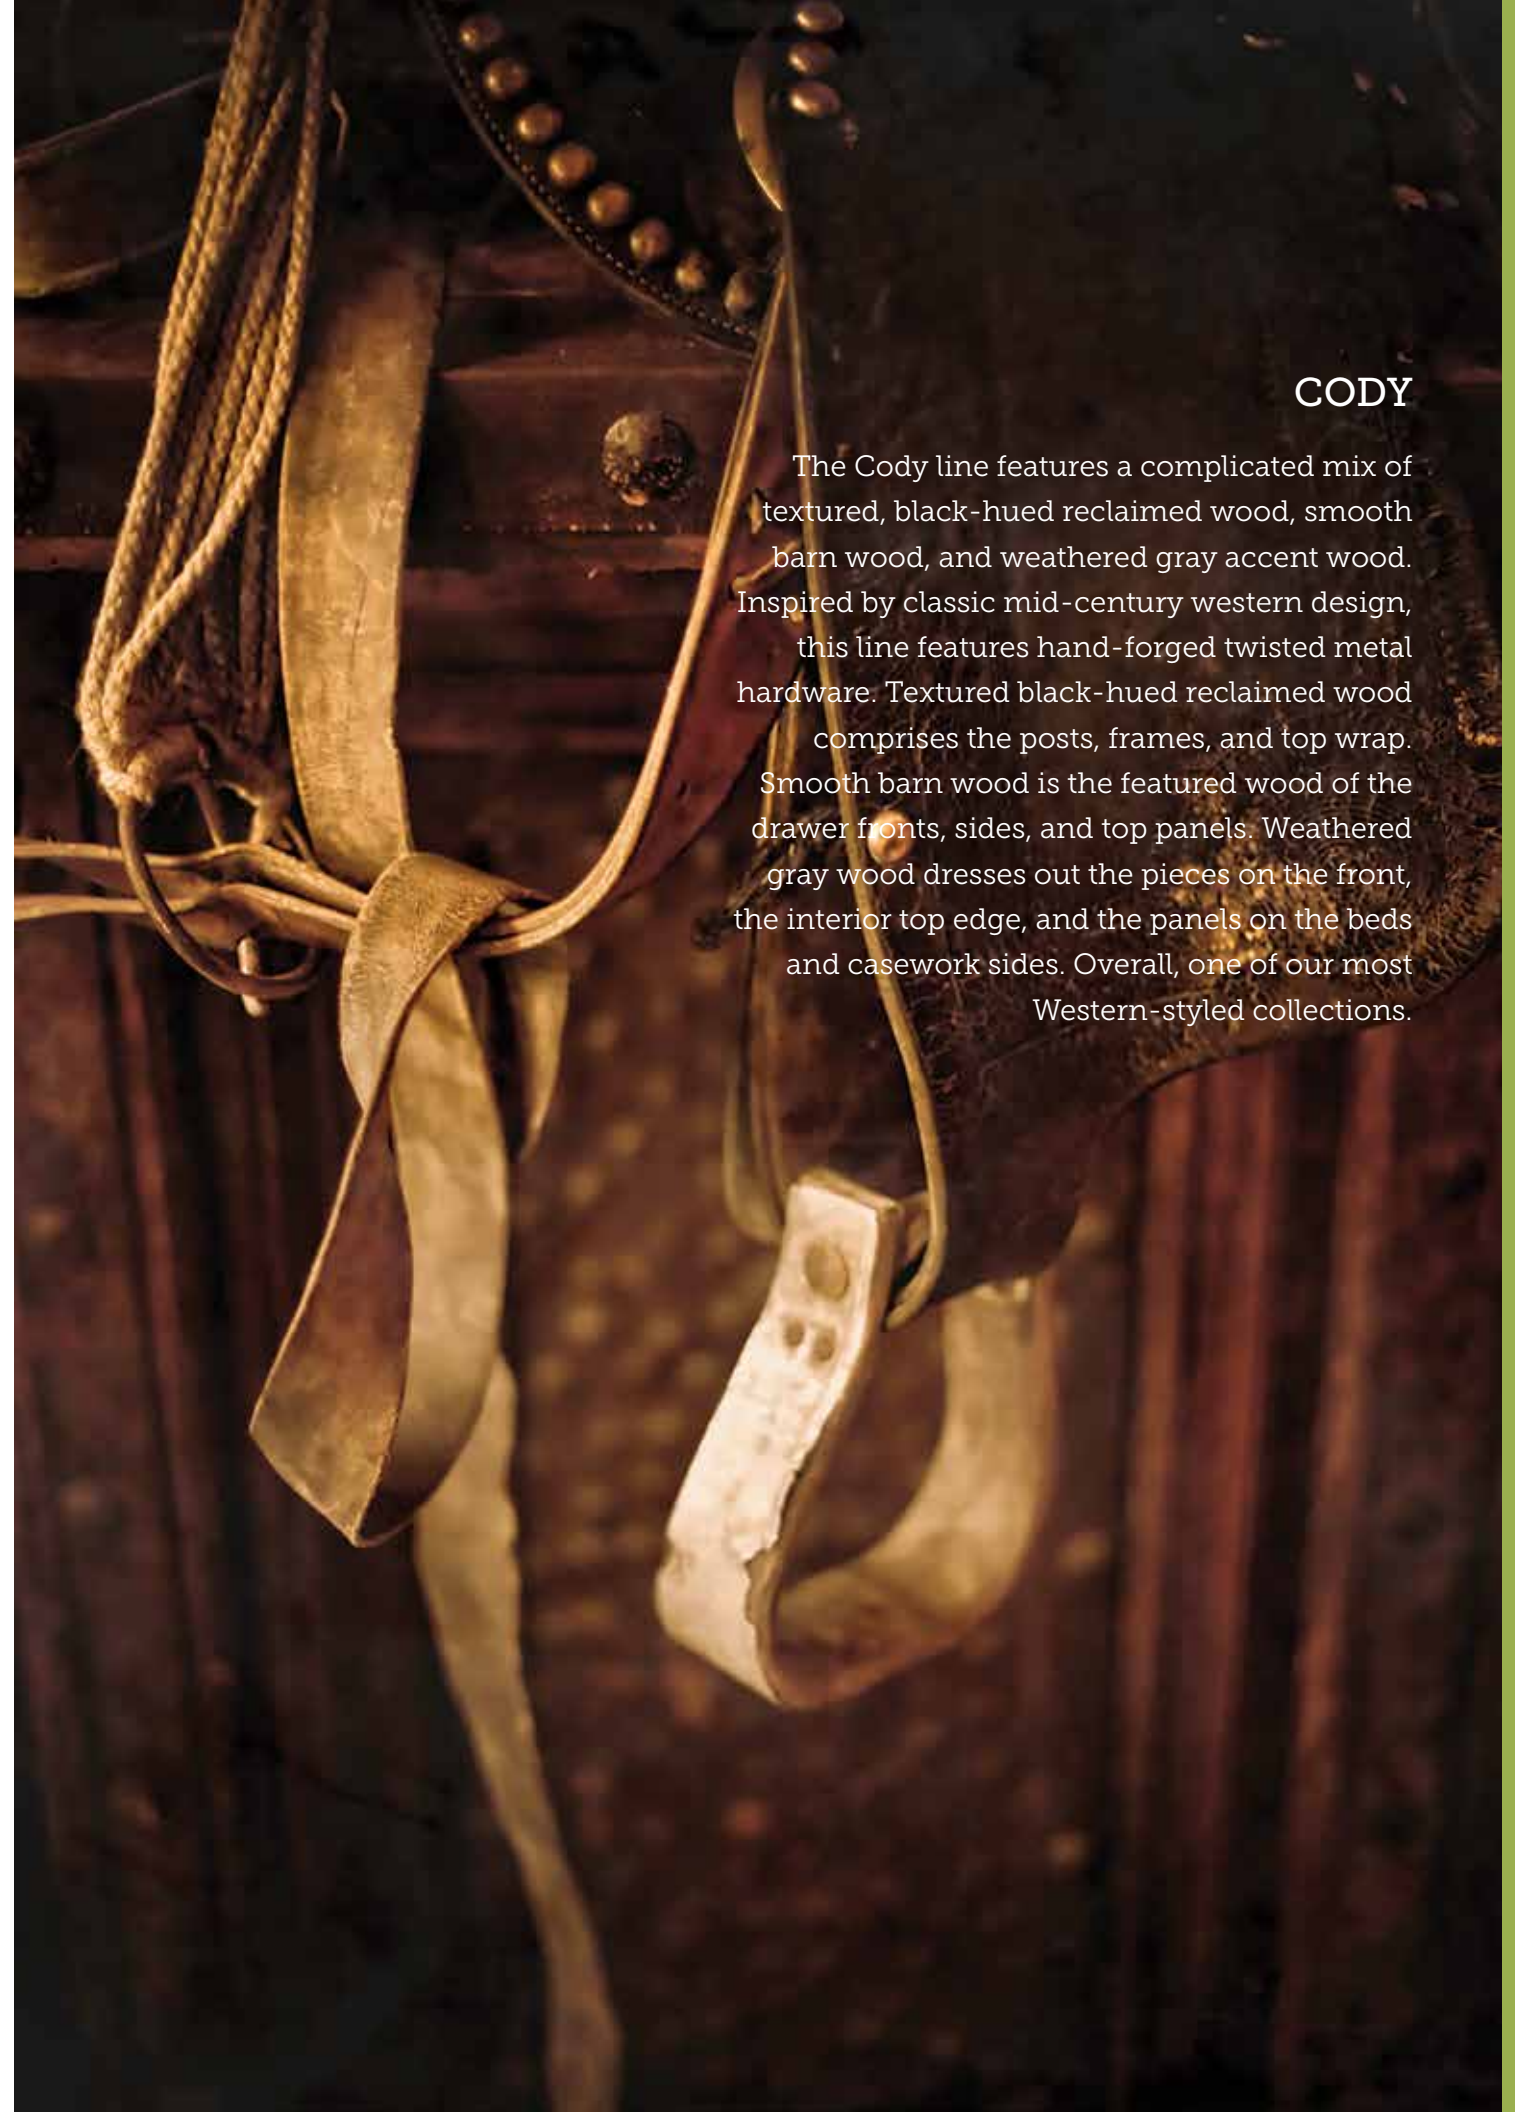 CODY
The Cody line features a complicated mix of
textured, black-hued reclaimed wood, smooth
barn wood, and weathered gray accent wood.
Inspired by classic mid-century western design,
this line features hand-forged twisted metal
hardware. Textured black-hued reclaimed wood
comprises the posts, frames, and top wrap.
Smooth barn wood is the featured wood of the
drawer fronts, sides, and top panels. Weathered
gray wood dresses out the pieces on the front,
the interior top edge, and the panels on the beds
and casework sides. Overall, one of our most
Western-styled collections.